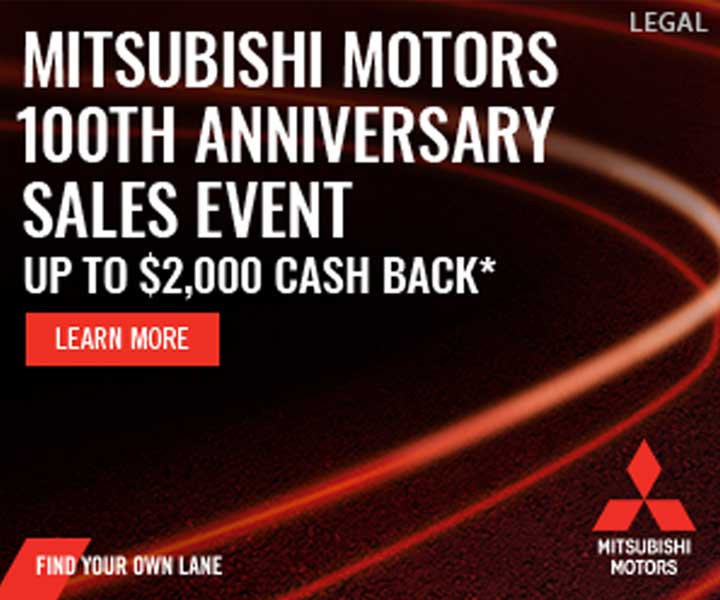 LEGAL
MITSUBISHI MOTORS
100TH ANNIVERSARY
SALES EVENT
UP TO $2,000 CASH BACK*
LEARN MORE
FIND YOUR OWN LANE
MITSUBISHI
MOTORS